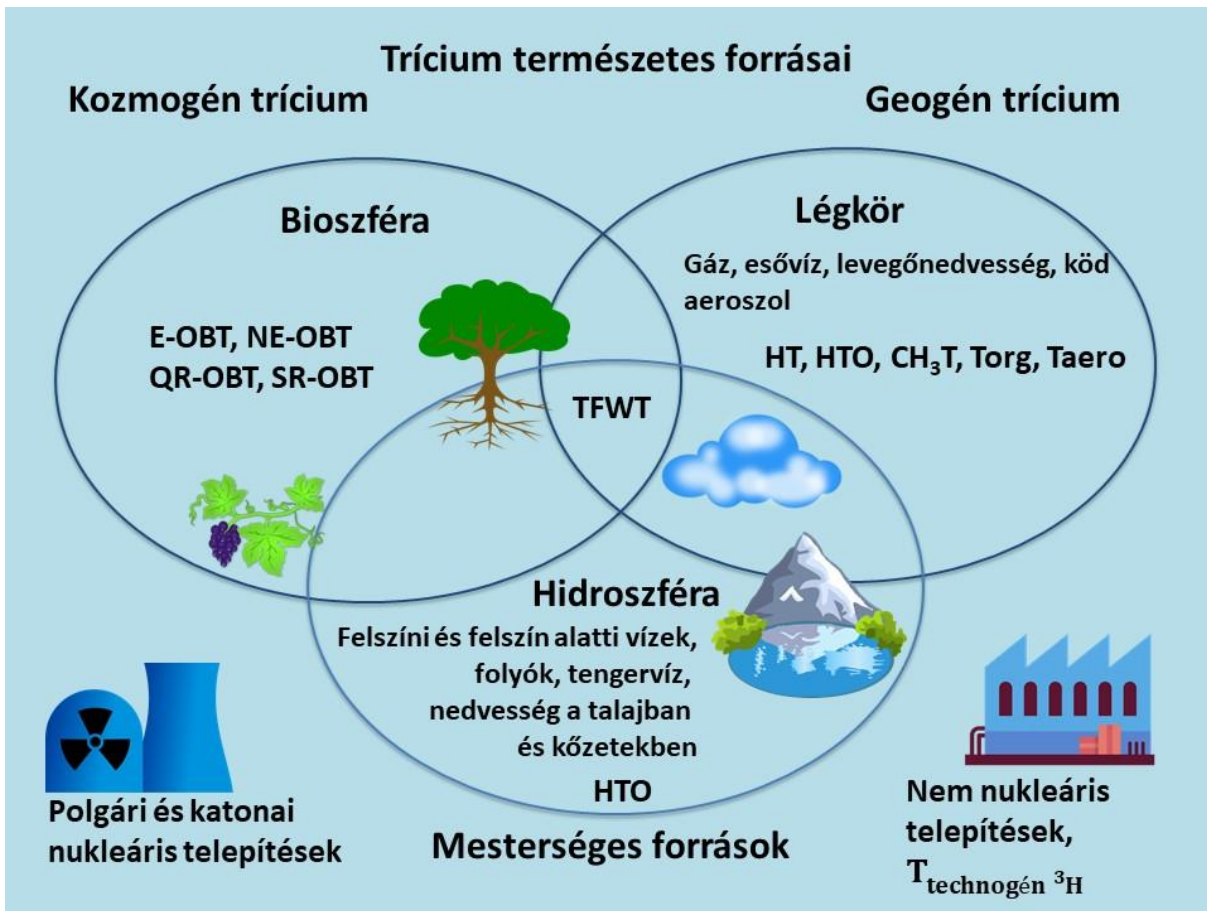 Trícium természetes forrásai
Kozmogén trícium
Geogén trícium
Bioszféra
E-OBT, NE-OBT
QR-OBT, SR-OBT
Légkör
Gáz, esővíz, levegőnedvesség, köd
aeroszol
HT, HTO, CH₃T, Torg, Taero
TFWT
Hidroszféra
Felszíni és felszín alatti vízek,
folyók, tengervíz,
nedvesség a talajban
és kőzetekben
HTO
Polgári és katonai
nukleáris telepítések
Mesterséges források
Nem nukleáris
telepítések,
T technogén ³H